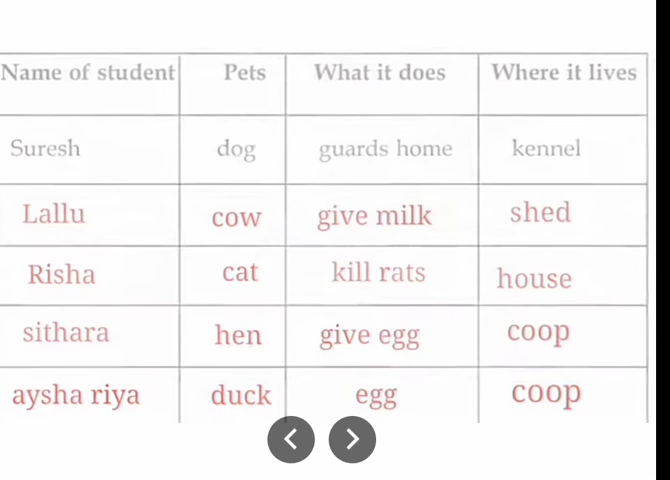 Name of student Pets What it does Where it lives
Suresh dog guards home kennel
Lallu cow give milk shed
Risha cat kill rats house
sithara hen give egg coop
aysha riya duck egg coop